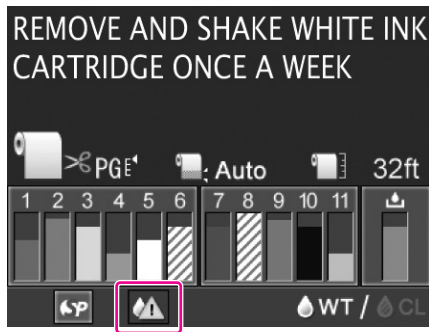 REMOVE AND SHAKE WHITE INK
CARTRIDGE ONCE A WEEK
PGE : Auto 32ft
1 2 3 4 5 6 7 8 9 10 11
SP WT / CL